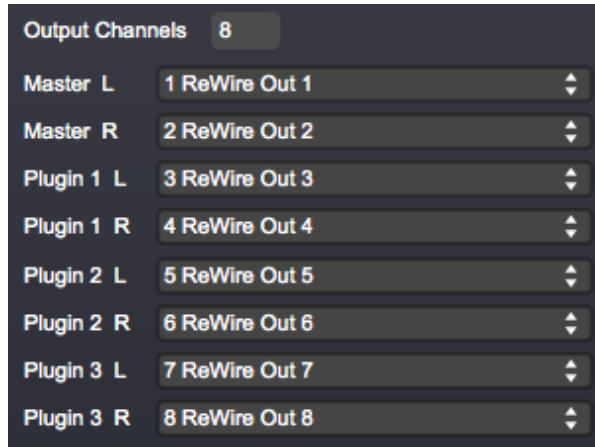 Output Channels 8
Master L 1 ReWire Out 1
Master R 2 ReWire Out 2
Plugin 1 L 3 ReWire Out 3
Plugin 1 R 4 ReWire Out 4
Plugin 2 L 5 ReWire Out 5
Plugin 2 R 6 ReWire Out 6
Plugin 3 L 7 ReWire Out 7
Plugin 3 R 8 ReWire Out 8